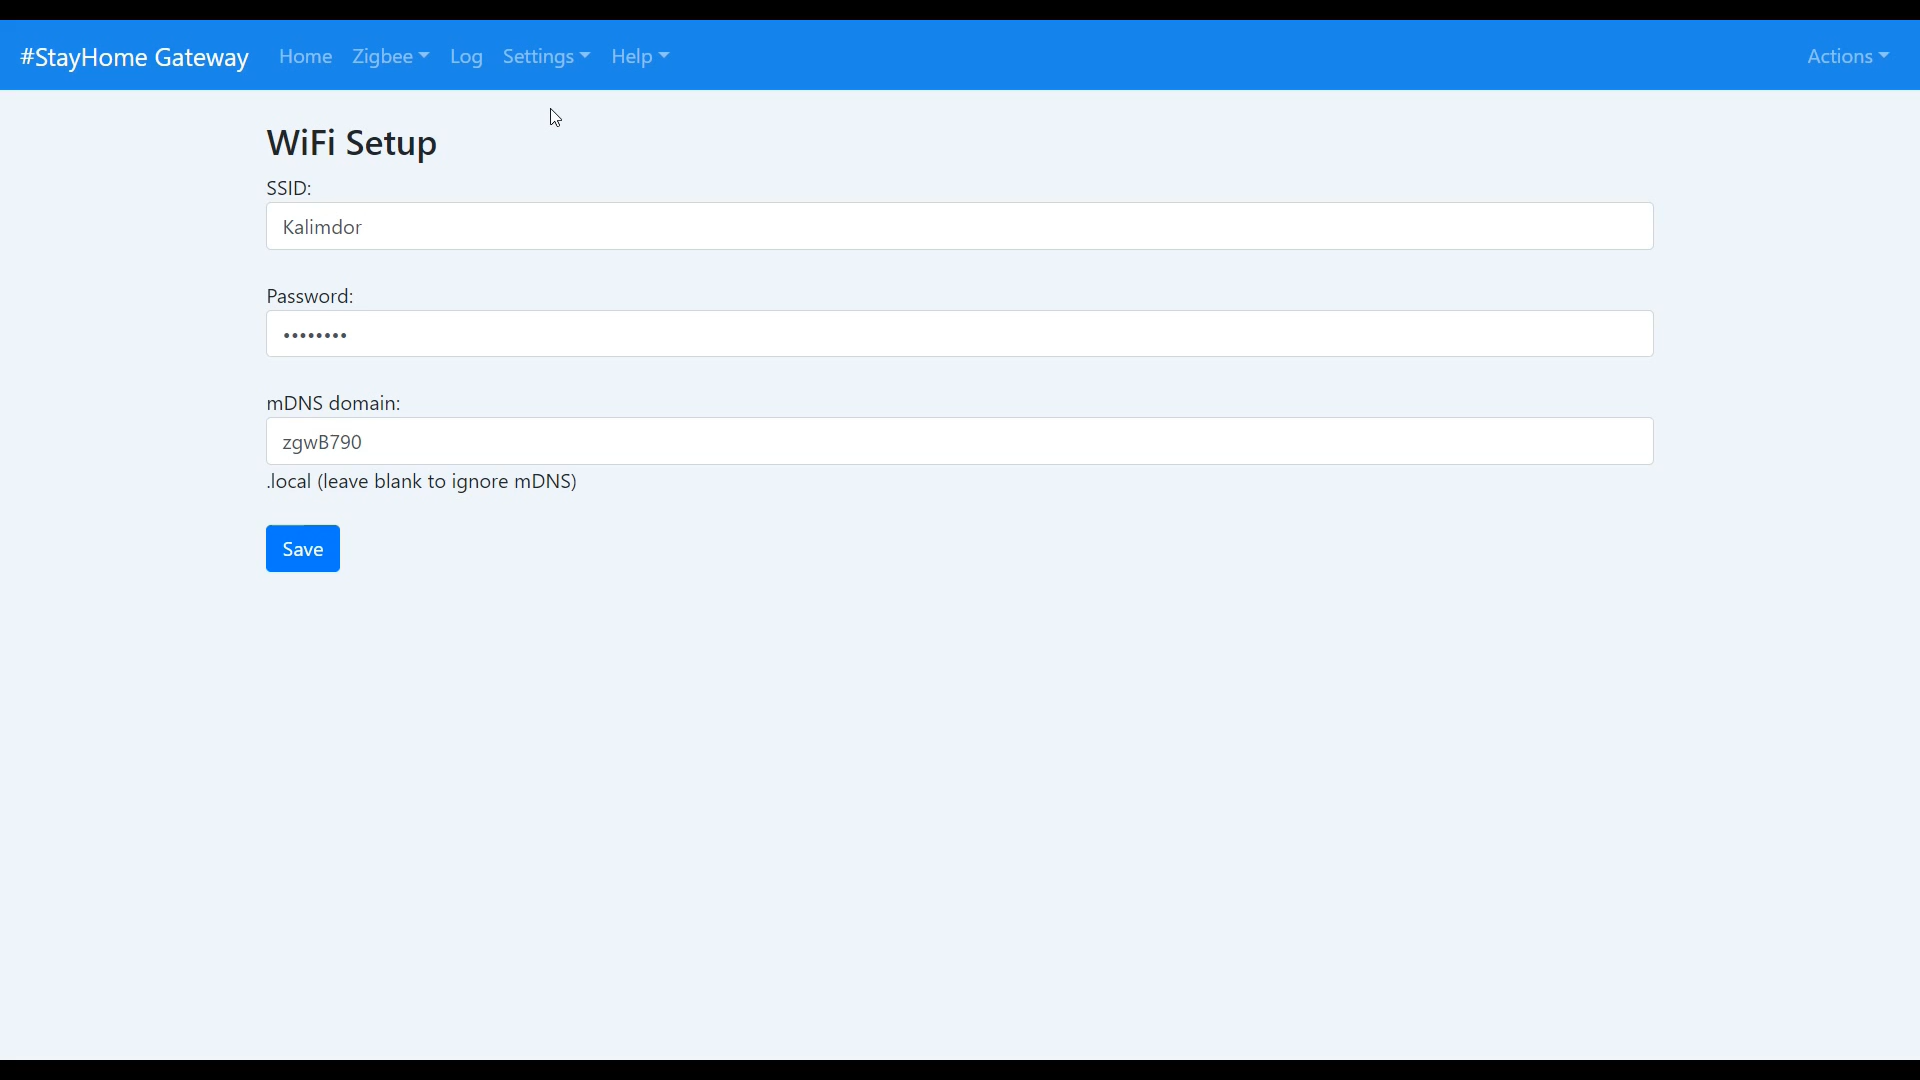 #StayHome Gateway Home Zigbee Log Settings Help Actions
WiFi Setup
SSID:
Kalimdor
Password:
••••••••
mDNS domain:
zgwB790
.local (leave blank to ignore mDNS)
Save